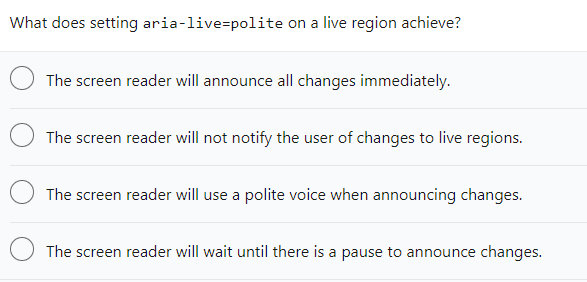 What does setting aria-live=polite on a live region achieve?
The screen reader will announce all changes immediately.
The screen reader will not notify the user of changes to live regions.
The screen reader will use a polite voice when announcing changes.
The screen reader will wait until there is a pause to announce changes.